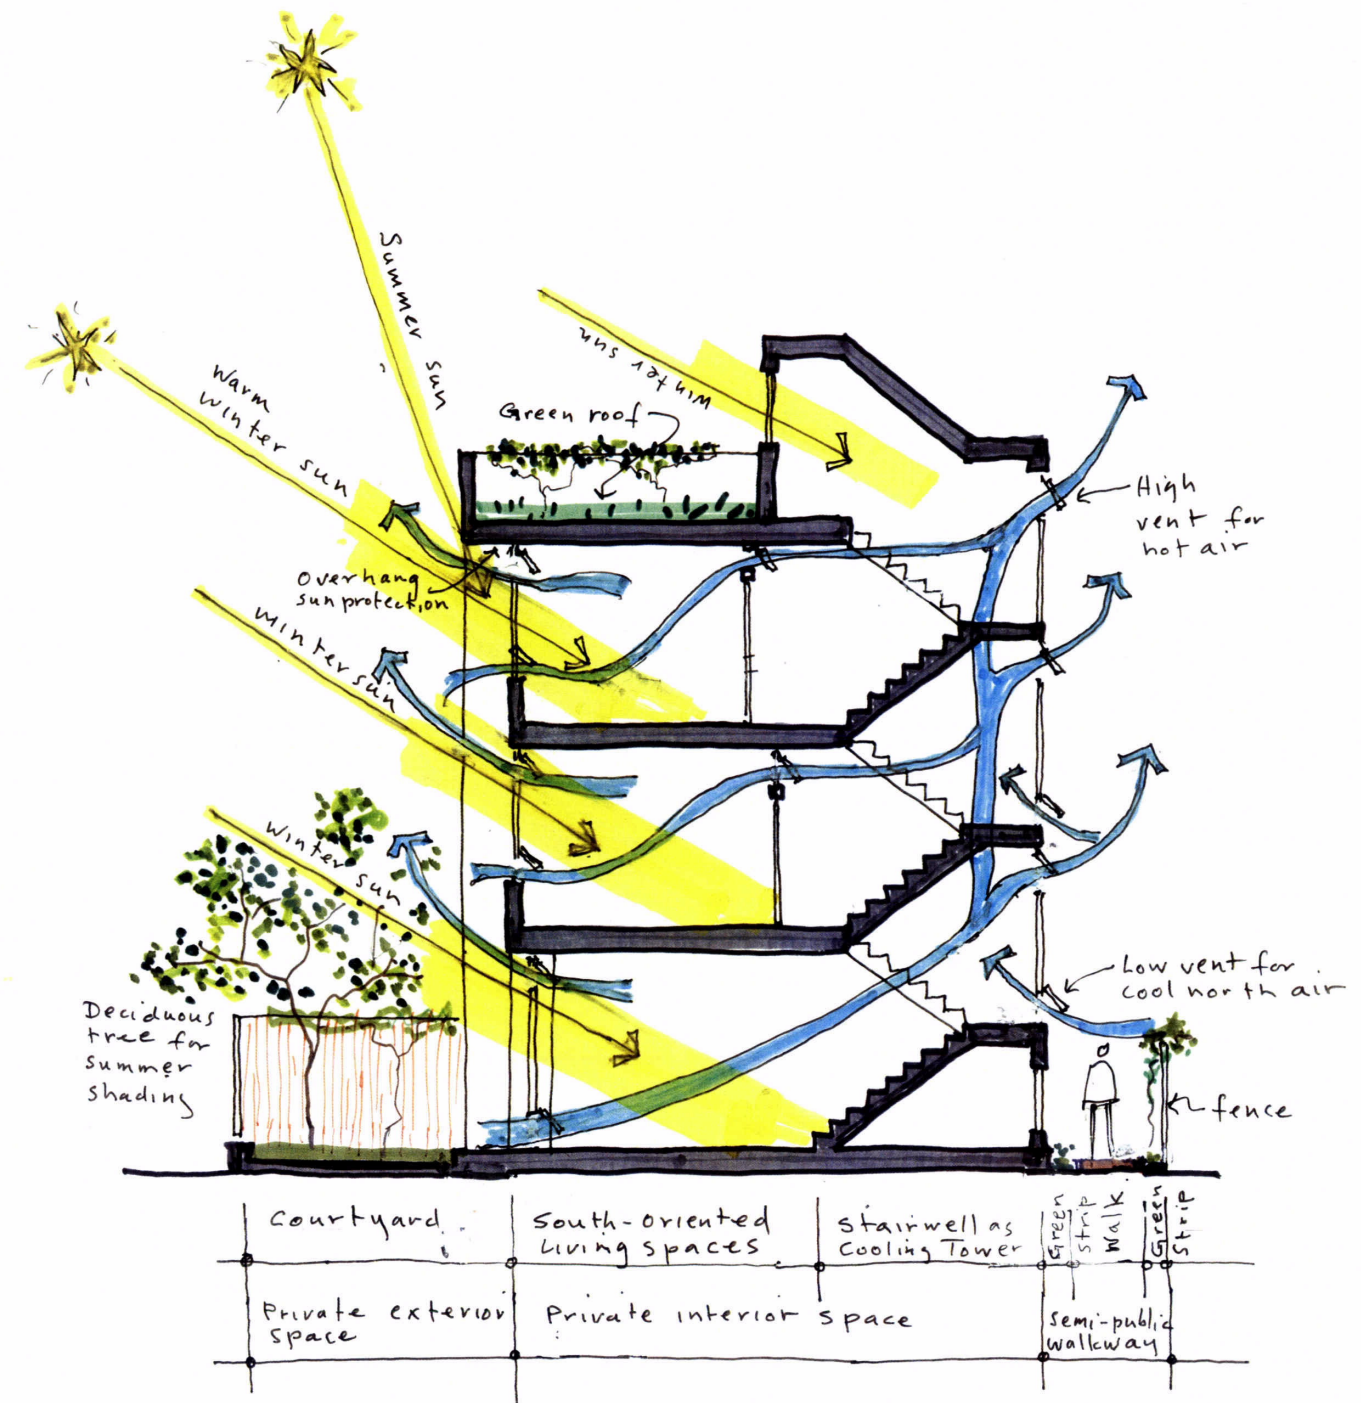 Summer sun
Warm
winter sun
winter sun
Green roof
High
vent for
hot air
overhang
sun protection
winter sun
winter
sun
Low vent for
cool north air
Deciduous
tree for
summer
shading
fence
Courtyard
South-oriented
Living spaces
Stairwell as
Cooling Tower
Green
strip
Walk
Green
strip
Private exterior
space
Private interior space
semi-public
walkway